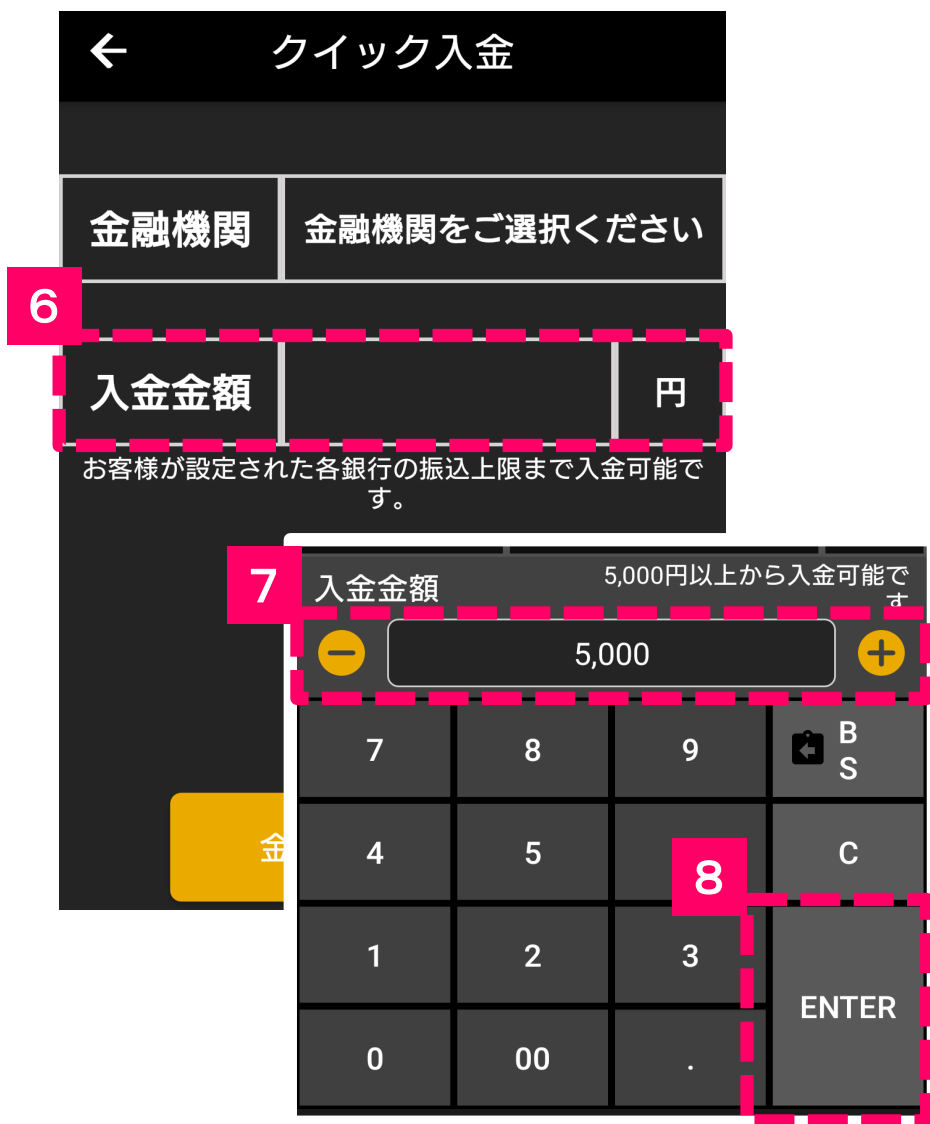 クイック入金
金融機関
金融機関をご選択ください
6
入金金額
円
お客様が設定された各銀行の振込上限まで入金可能で
す。
7
入金金額
5,000円以上から入金可能で
す
5,000
7
8
9
B
S
金
4
5
8
C
1
2
3
ENTER
0
00
.